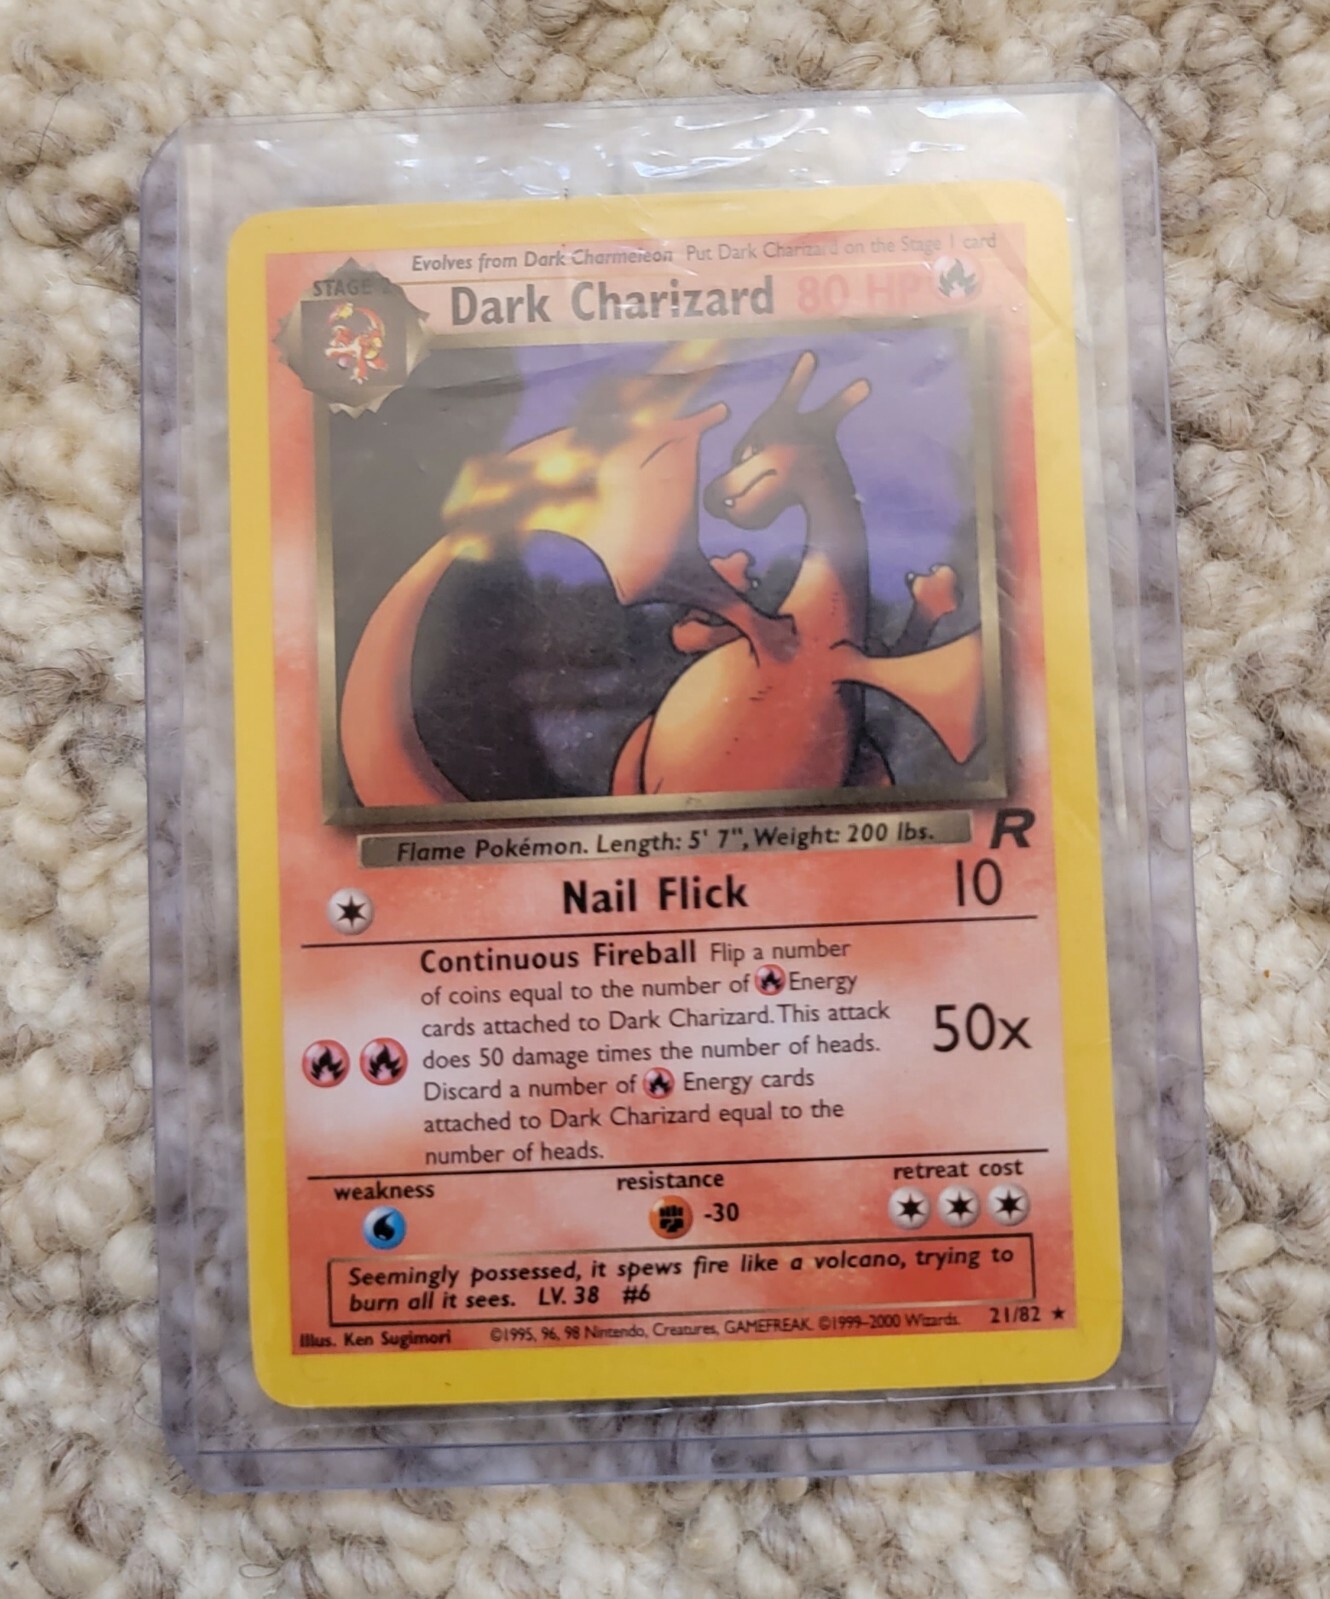 Evolves from Dark Charmeleon Put Dark Charizard on the Stage 1 card
STAGE
Dark Charizard 80 HP
Flame Pokémon. Length: 5' 7", Weight: 200 lbs.
R
Nail Flick 10
Continuous Fireball Flip a number
of coins equal to the number of Energy
cards attached to Dark Charizard. This attack
does 50 damage times the number of heads.
Discard a number of Energy cards
attached to Dark Charizard equal to the
number of heads.
50x
weakness resistance retreat cost
-30
Seemingly possessed, it spews fire like a volcano, trying to
burn all it sees. LV. 38 #6
Illus. Ken Sugimori ©1995, 96, 98 Nintendo, Creatures, GAMEFREAK. ©1999-2000 Wizards. 21/82 ★